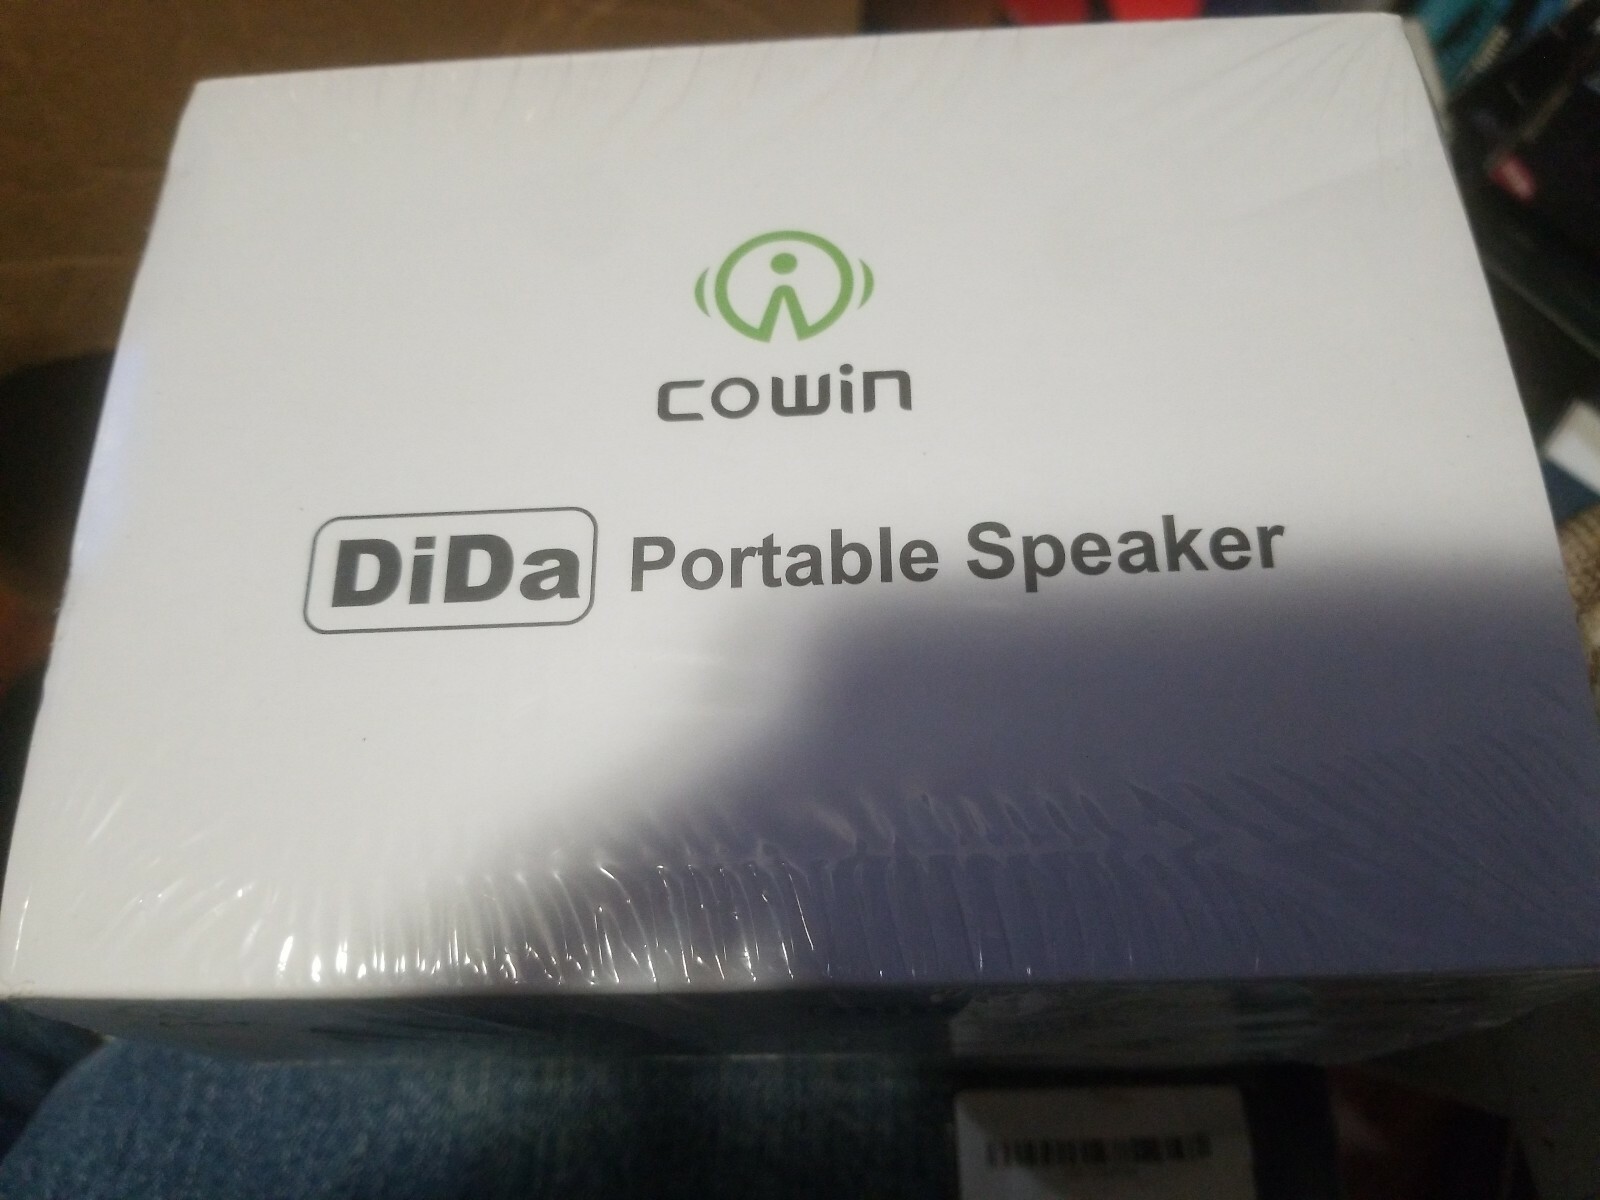 cowin
DiDa Portable Speaker